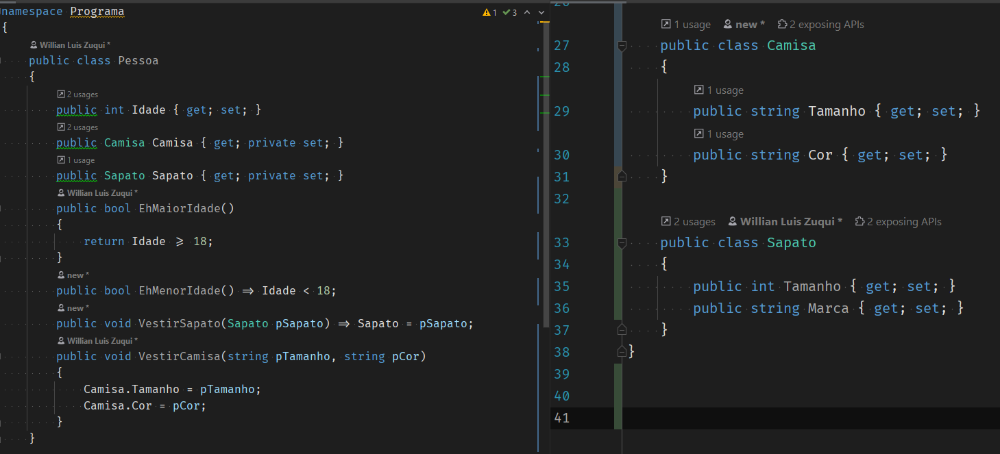 namespace Programa
1 3
{
Willian Luis Zuqui *
public class Pessoa
{
2 usages
public int Idade { get; set; }
2 usages
public Camisa Camisa { get; private set; }
1 usage
public Sapato Sapato { get; private set; }
Willian Luis Zuqui *
public bool EhMaiorIdade()
{
return Idade ≥ 18;
}
new *
public bool EhMenorIdade() ⇒ Idade < 18;
new *
public void VestirSapato(Sapato pSapato) ⇒ Sapato = pSapato;
Willian Luis Zuqui *
public void VestirCamisa(string pTamanho, string pCor)
{
Camisa.Tamanho = pTamanho;
Camisa.Cor = pCor;
}
}
1 usage new * 2 exposing APIs
27 public class Camisa
28 {
1 usage
29 public string Tamanho { get; set; }
1 usage
30 public string Cor { get; set; }
31 }
32
2 usages Willian Luis Zuqui * 2 exposing APIs
33 public class Sapato
34 {
35 public int Tamanho { get; set; }
36 public string Marca { get; set; }
37 }
38 }
39
40
41